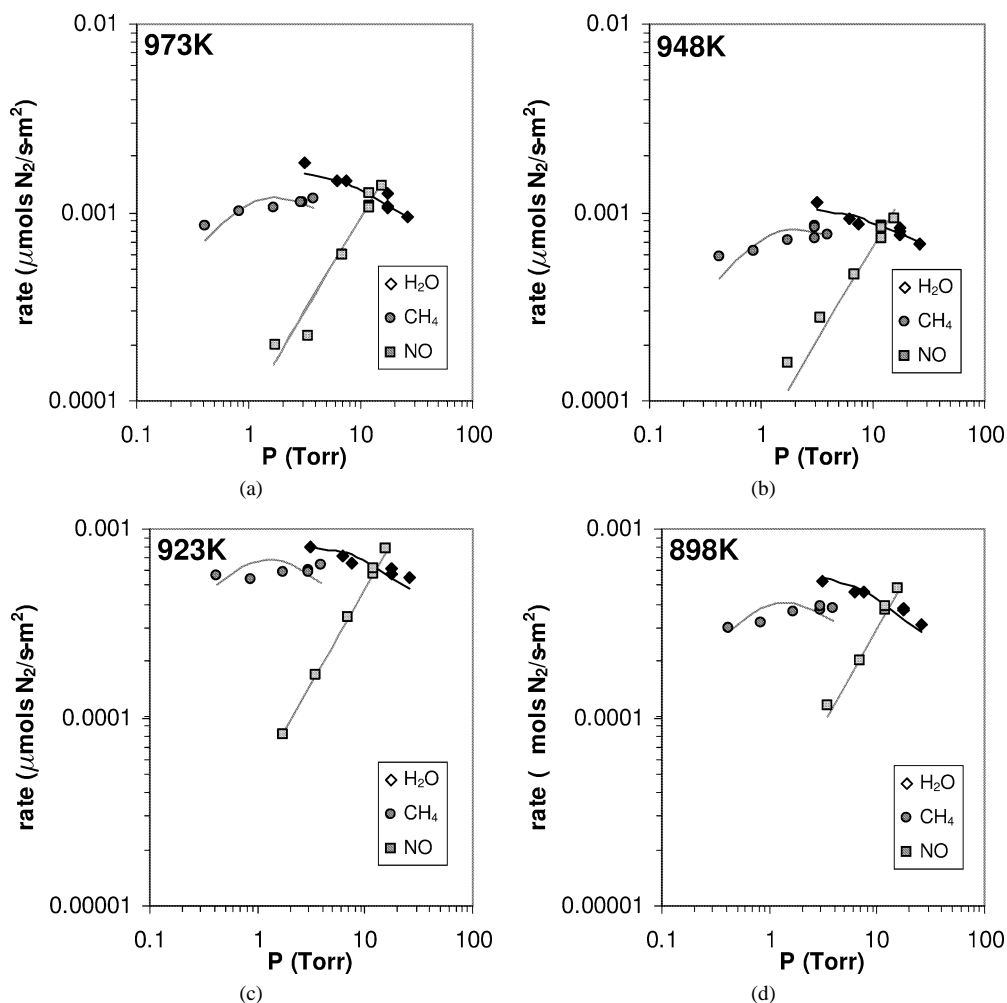 0.01
973K
0.001
0.0001
rate (μmols N₂/s-m²)
H₂O
CH₄
NO
0.1 1 10 100
P (Torr)
(a)
0.01
948K
0.001
0.0001
rate (μmols N₂/s-m²)
H₂O
CH₄
NO
0.1 1 10 100
P (Torr)
(b)
0.001
923K
0.0001
0.00001
rate (μmols N₂/s-m²)
H₂O
CH₄
NO
0.1 1 10 100
P (Torr)
(c)
0.001
898K
0.0001
0.00001
rate ( mols N₂/s-m²)
H₂O
CH₄
NO
0.1 1 10 100
P (Torr)
(d)